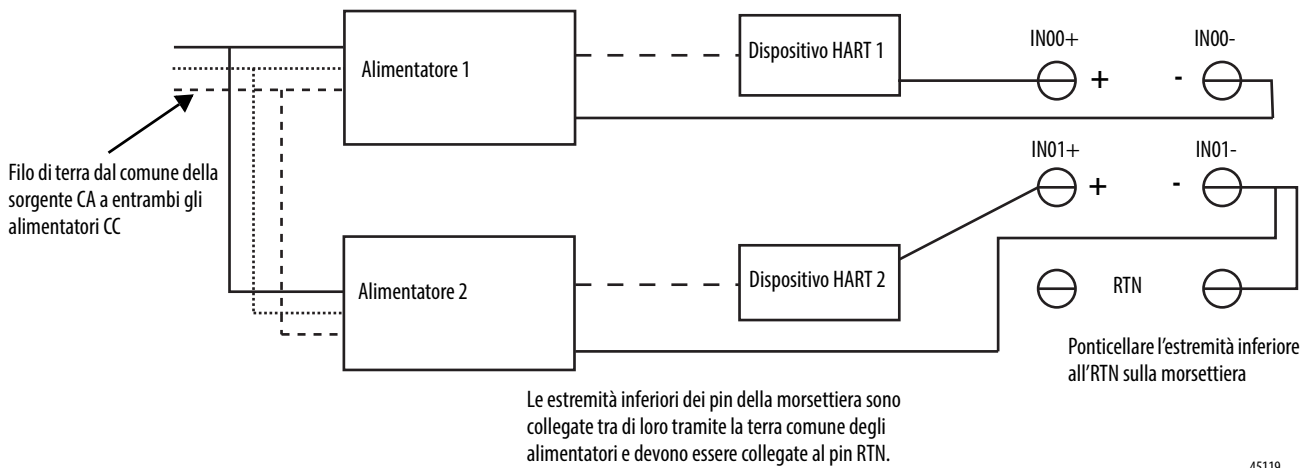 Alimentatore 1
Dispositivo HART 1
IN00+
IN00-
+
-
Filo di terra dal comune della
sorgente CA a entrambi gli
alimentatori CC
IN01+
IN01-
+
-
Alimentatore 2
Dispositivo HART 2
RTN
Ponticellare l'estremità inferiore
all'RTN sulla morsettiera
Le estremità inferiori dei pin della morsettiera sono
collegate tra di loro tramite la terra comune degli
alimentatori e devono essere collegate al pin RTN.
45119